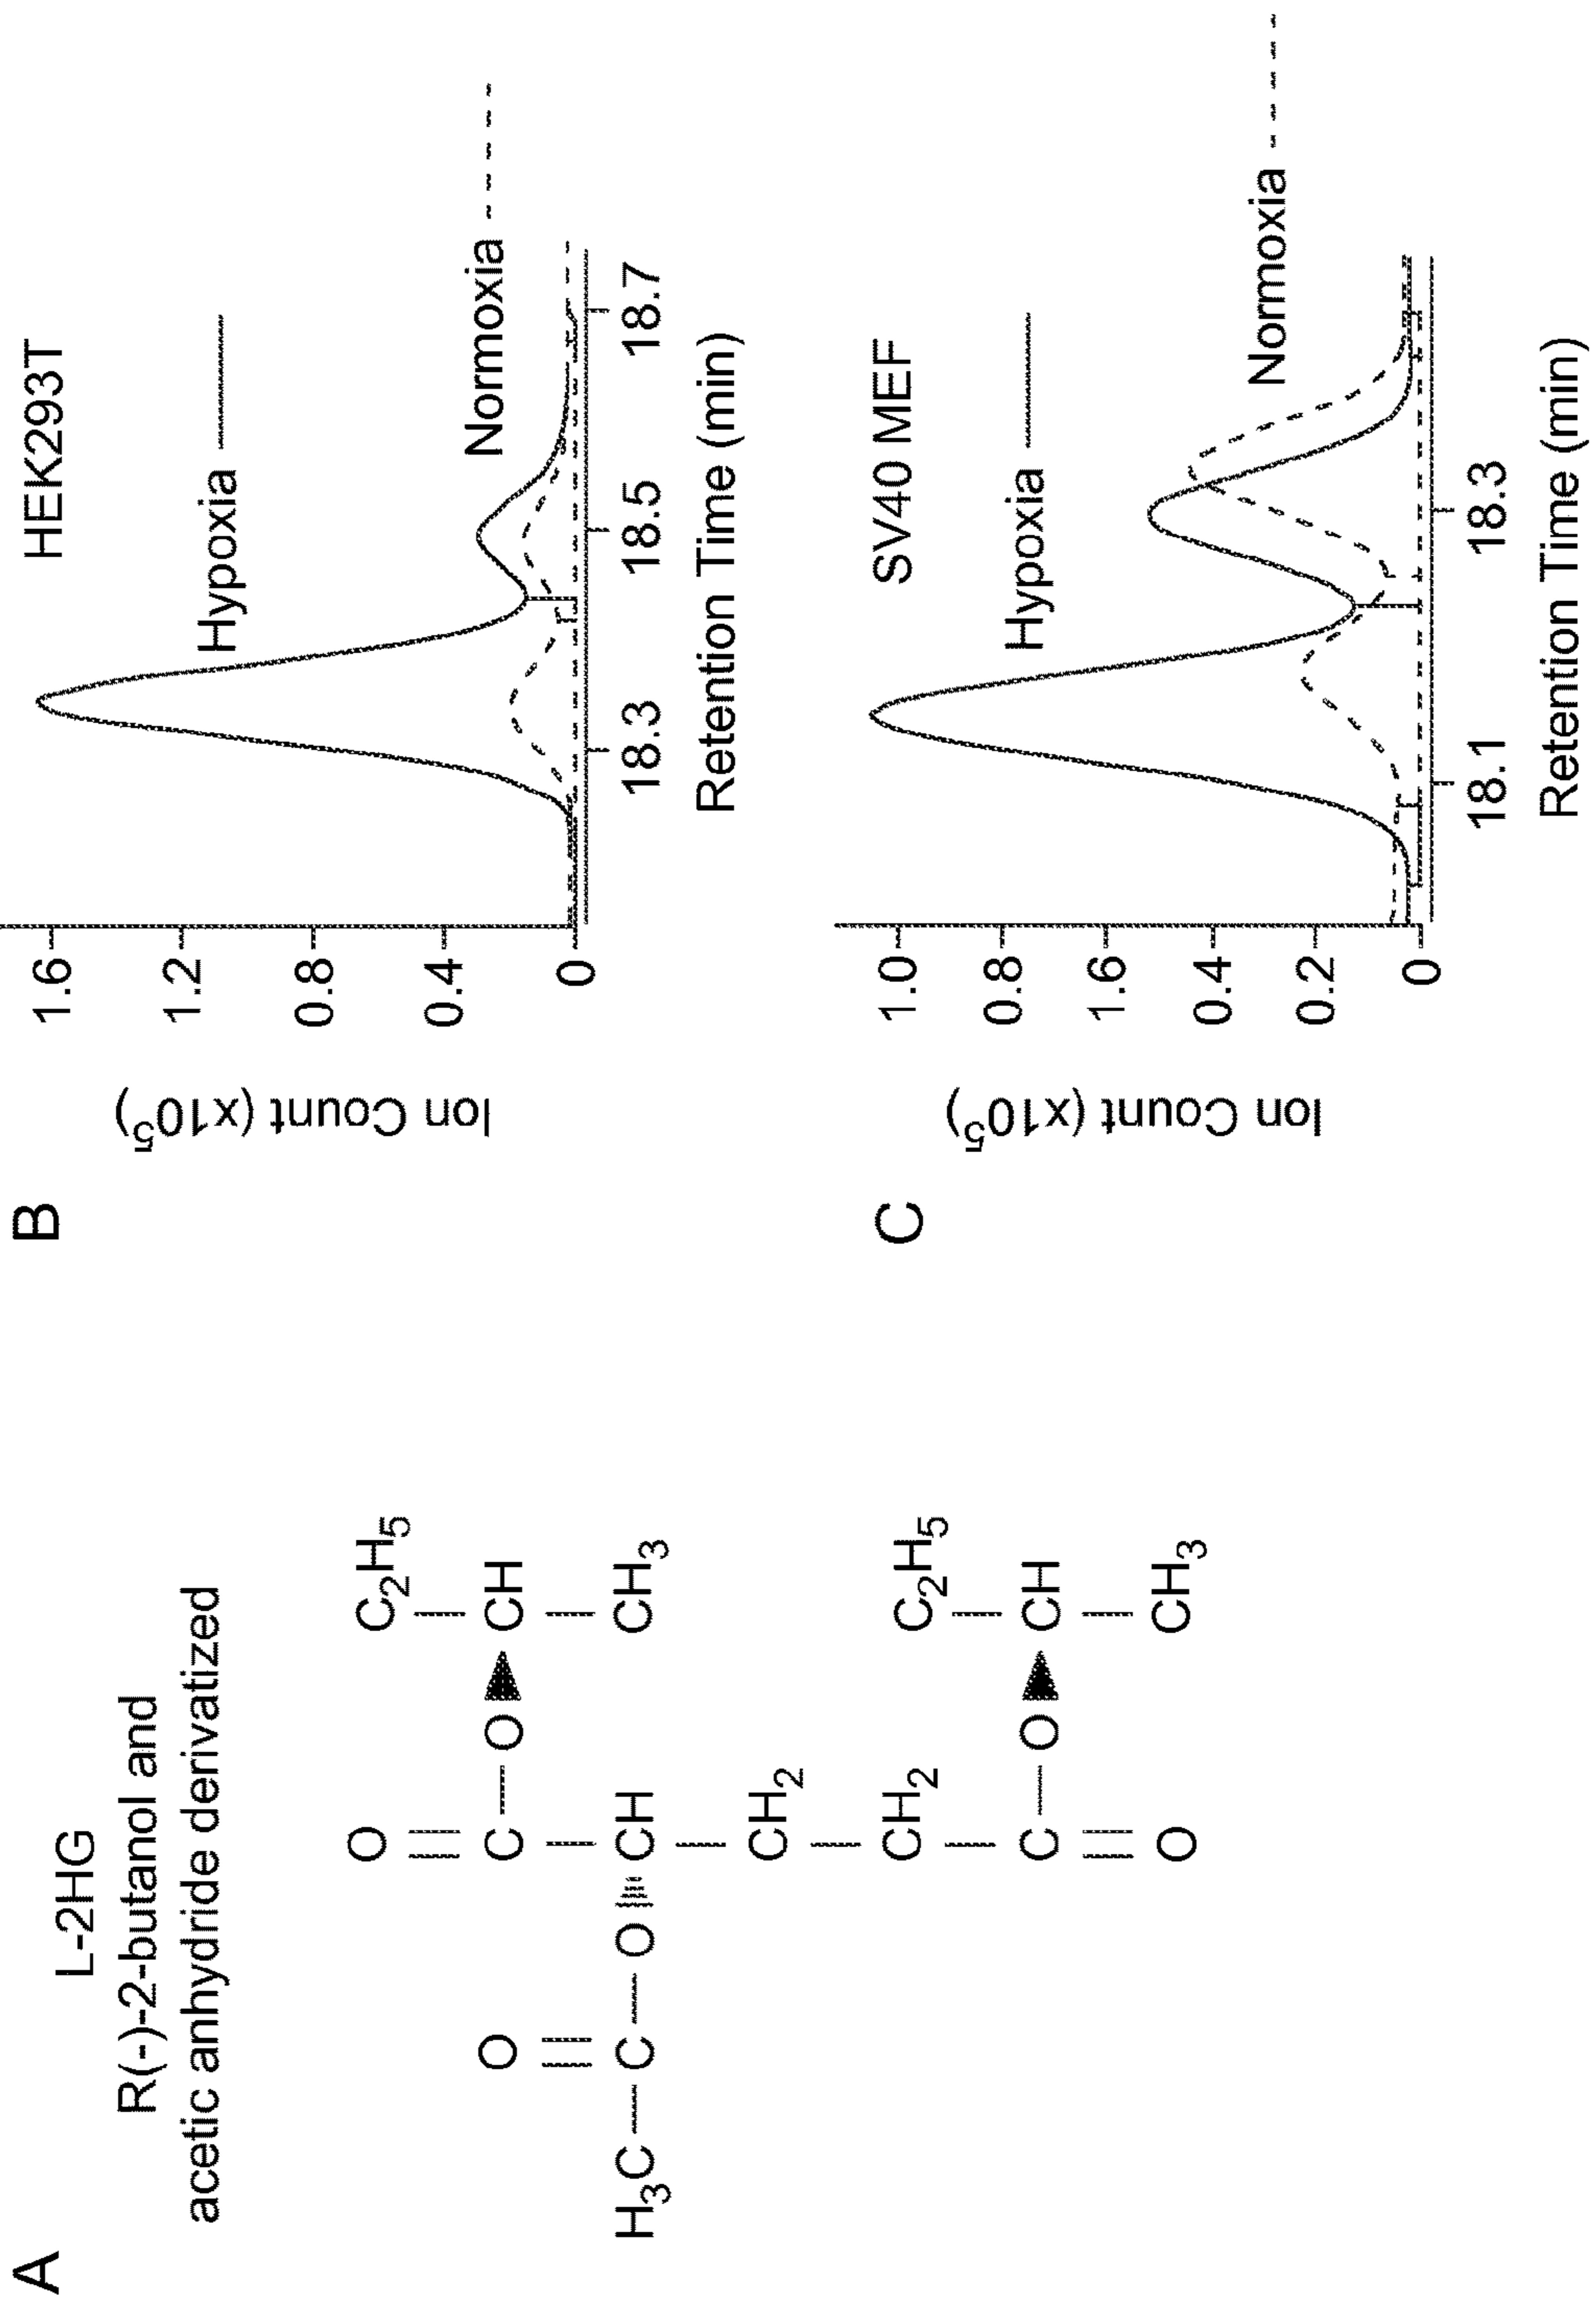 A
L-2HG
R(-)-2-butanol and
acetic anhydride derivatized
O
C
O
CH
C2H5
CH3
H3C
C
O
O
CH
CH2
CH2
C
O
O
CH
C2H5
CH3
B
HEK293T
Ion Count (x10^5)
1.6
1.2
0.8
0.4
0
Hypoxia
Normoxia
18.3 18.5 18.7
Retention Time (min)
C
SV40 MEF
Ion Count (x10^5)
1.0
0.8
1.6
0.4
0.2
0
Hypoxia
Normoxia
18.1 18.3
Retention Time (min)